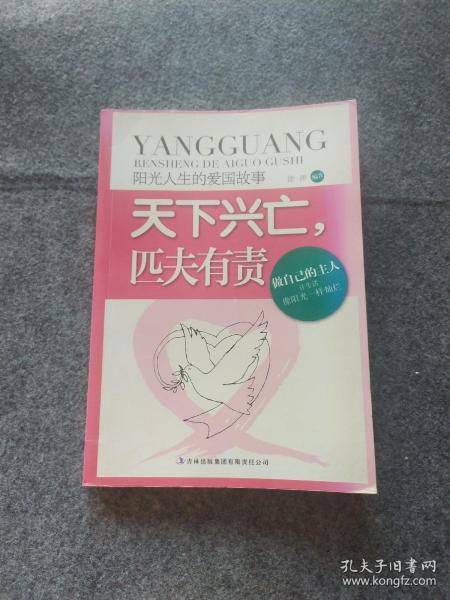 YANGGUANG
RENSHENG DE AIGUO GUSHI
阳光人生的爱国故事
编著
天下兴亡，
匹夫有责
做自己的主人
让生活
像阳光一样灿烂
吉林出版集团有限责任公司
孔夫子旧书网
www.kongfz.com